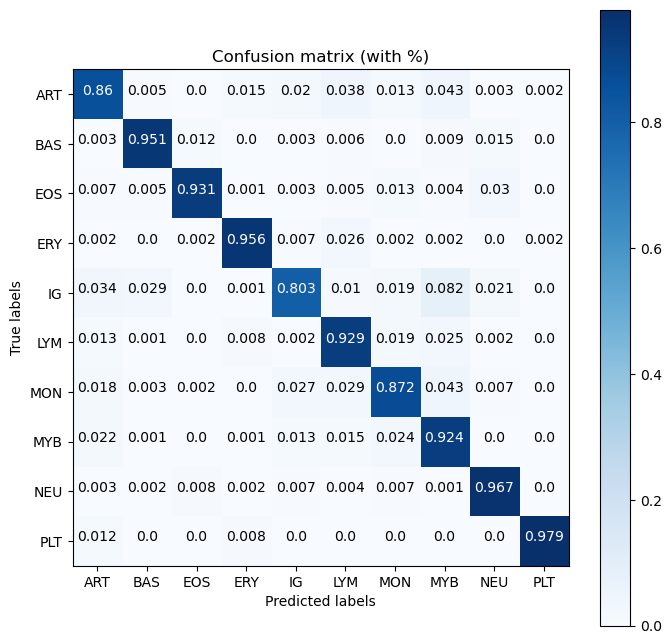 Confusion matrix (with %)
ART 0.86 0.005 0.0 0.015 0.02 0.038 0.013 0.043 0.003 0.002
BAS 0.003 0.951 0.012 0.0 0.003 0.006 0.0 0.009 0.015 0.0
EOS 0.007 0.005 0.931 0.001 0.003 0.005 0.013 0.004 0.03 0.0
ERY 0.002 0.0 0.002 0.956 0.007 0.026 0.002 0.002 0.0 0.002
IG 0.034 0.029 0.0 0.001 0.803 0.01 0.019 0.082 0.021 0.0
LYM 0.013 0.001 0.0 0.008 0.002 0.929 0.019 0.025 0.002 0.0
MON 0.018 0.003 0.002 0.0 0.027 0.029 0.872 0.043 0.007 0.0
MYB 0.022 0.001 0.0 0.001 0.013 0.015 0.024 0.924 0.0 0.0
NEU 0.003 0.002 0.008 0.002 0.007 0.004 0.007 0.001 0.967 0.0
PLT 0.012 0.0 0.0 0.008 0.0 0.0 0.0 0.0 0.0 0.979
ART BAS EOS ERY IG LYM MON MYB NEU PLT
Predicted labels
True labels
0.8
0.6
0.4
0.2
0.0